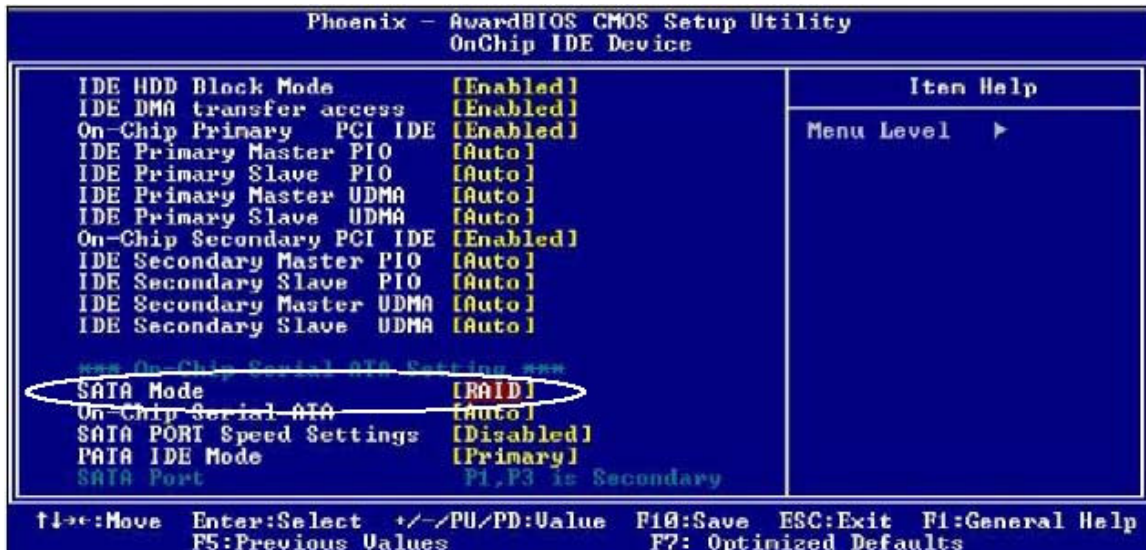 Phoenix - AwardBIOS CMOS Setup Utility
OnChip IDE Device
IDE HDD Block Mode [Enabled]
IDE DMA transfer access [Enabled]
On-Chip Primary PCI IDE [Enabled]
IDE Primary Master PIO [Auto]
IDE Primary Slave PIO [Auto]
IDE Primary Master UDMA [Auto]
IDE Primary Slave UDMA [Auto]
On-Chip Secondary PCI IDE [Enabled]
IDE Secondary Master PIO [Auto]
IDE Secondary Slave PIO [Auto]
IDE Secondary Master UDMA [Auto]
IDE Secondary Slave UDMA [Auto]
*** On-Chip Serial ATA Setting ***
SATA Mode [RAID]
On-Chip Serial ATA [Auto]
SATA PORT Speed Settings [Disabled]
PATA IDE Mode [Primary]
SATA Port P1,P3 is Secondary
Item Help
Menu Level ▶
↑↓→←:Move Enter:Select +/-/PU/PD:Value F10:Save ESC:Exit F1:General Help
F5:Previous Values F7: Optimized Defaults